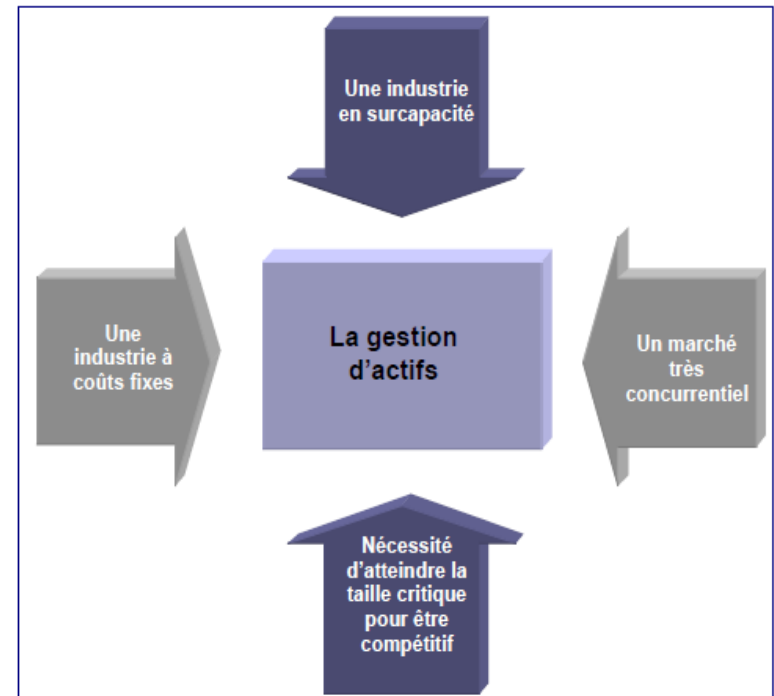 Une industrie
en surcapacité
Une
industrie à
coûts fixes
La gestion
d’actifs
Un marché
très
concurrentiel
Nécessité
d’atteindre la
taille critique
pour être
compétitif